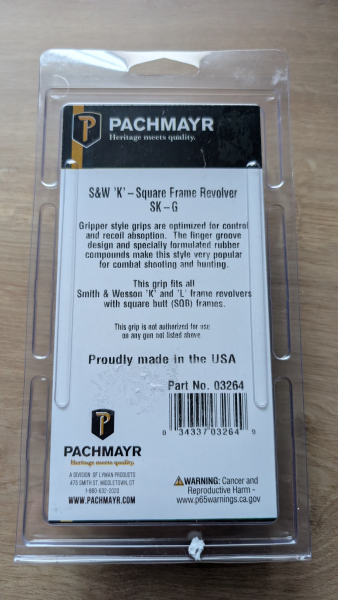 P
PACHMAYR
Heritage meets quality.
S&W 'K' – Square Frame Revolver
SK – G
Gripper style grips are optimized for control
and recoil absoption. The finger groove
design and specially formulated rubber
compounds make this style very popular
for combat shooting and hunting.
This grip fits all
Smith & Wesson 'K' and 'L' frame revolvers
with square butt (SQB) frames.
This grip is not authorized for use
on any gun not listed above.
Proudly made in the USA
Part No. 03264
0 34337 03264 9
P
PACHMAYR
Heritage meets quality.
A DIVISION OF LYMAN PRODUCTS
475 SMITH ST. MIDDLETOWN, CT
1-860-632-2020
WWW.PACHMAYR.COM
WARNING: Cancer and
Reproductive Harm -
www.p65warnings.ca.gov